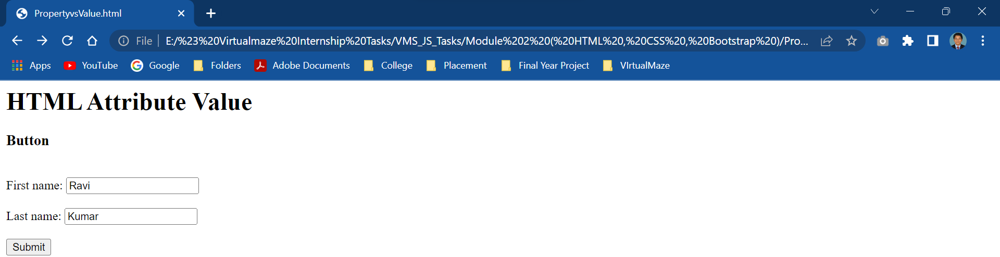 PropertyvsValue.html
File E:/%23%20Virtualmaze%20Internship%20Tasks/VMS_JS_Tasks/Module%202%20(%20HTML%20,%20CSS%20,%20Bootstrap%20)/Pro...
Apps YouTube Google Folders Adobe Documents College Placement Final Year Project VIrtualMaze
HTML Attribute Value
Button
First name: Ravi
Last name: Kumar
Submit